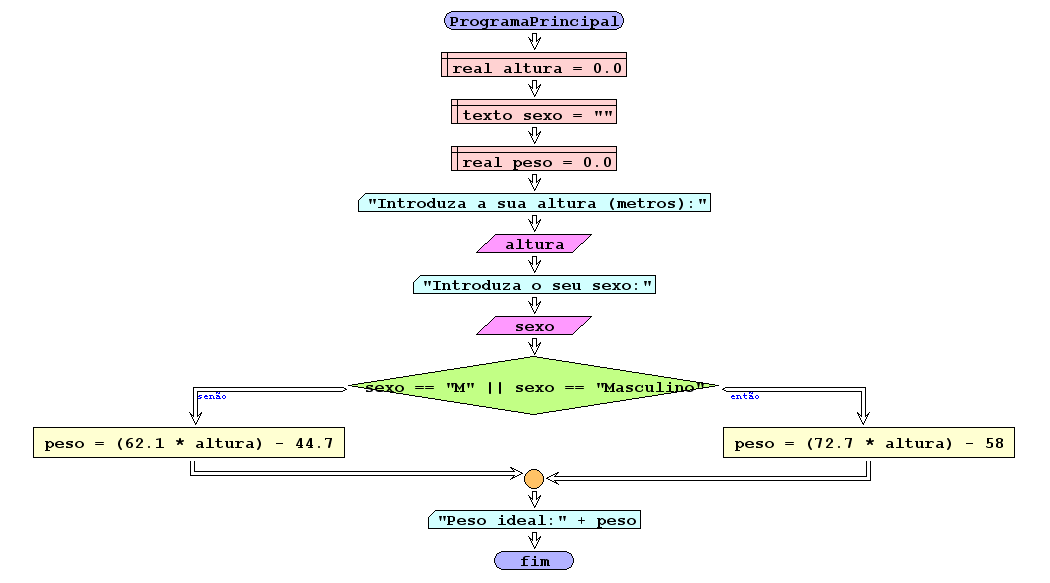 ProgramaPrincipal
real altura = 0.0
texto sexo = ""
real peso = 0.0
"Introduza a sua altura (metros):"
altura
"Introduza o seu sexo:"
sexo
sexo == "M" || sexo == "Masculino"
senão
então
peso = (62.1 * altura) - 44.7
peso = (72.7 * altura) - 58
"Peso ideal:" + peso
fim